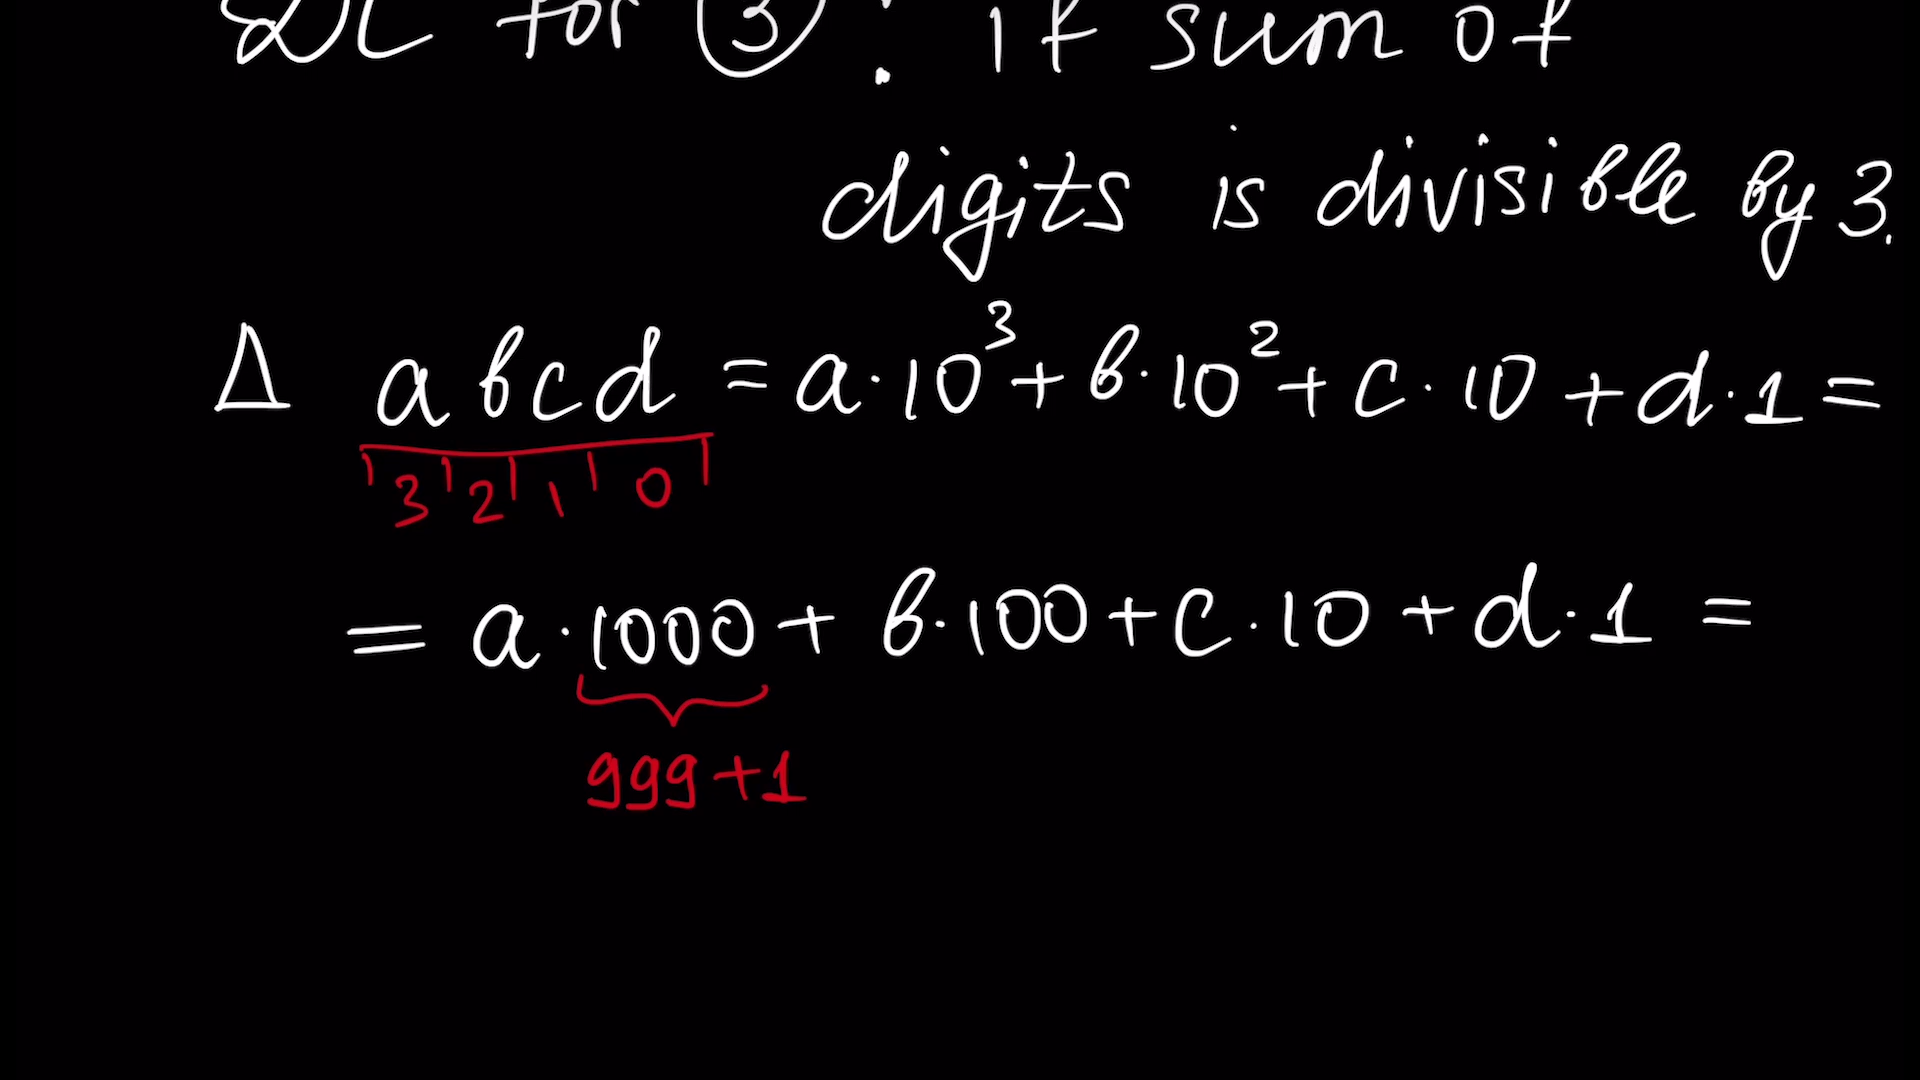 DC for 3 : if sum of
digits is divisible by 3.
Δ abcd = a·10³ + b·10² + c·10 + d·1 =
3 2 1 0
= a·1000 + b·100 + c·10 + d·1 =
999+1